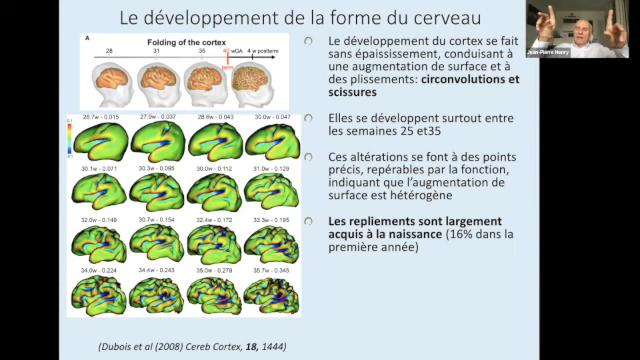 Le développement de la forme du cerveau
A
Folding of the cortex
28 31 35 40 wGA 4 w postterm
term
Jean-Pierre Henry
26.7w - 0.015 27.9w - 0.037 28.6w - 0.043 30.0w - 0.047
30.1w - 0.071 30.3w - 0.095 30.0w - 0.112 31.0w - 0.129
32.0w - 0.149 30.7w - 0.154 32.4w - 0.172 33.3w - 0.195
34.0w - 0.224 34.4w - 0.243 35.0w - 0.279 35.7w - 0.345
(Dubois et al (2008) Cereb Cortex, 18, 1444)
Le développement du cortex se fait
sans épaississement, conduisant à
une augmentation de surface et à
des plissements: circonvolutions et
scissures
Elles se développent surtout entre
les semaines 25 et35
Ces altérations se font à des points
précis, repérables par la fonction,
indiquant que l'augmentation de
surface est hétérogène
Les repliements sont largement
acquis à la naissance (16% dans la
première année)